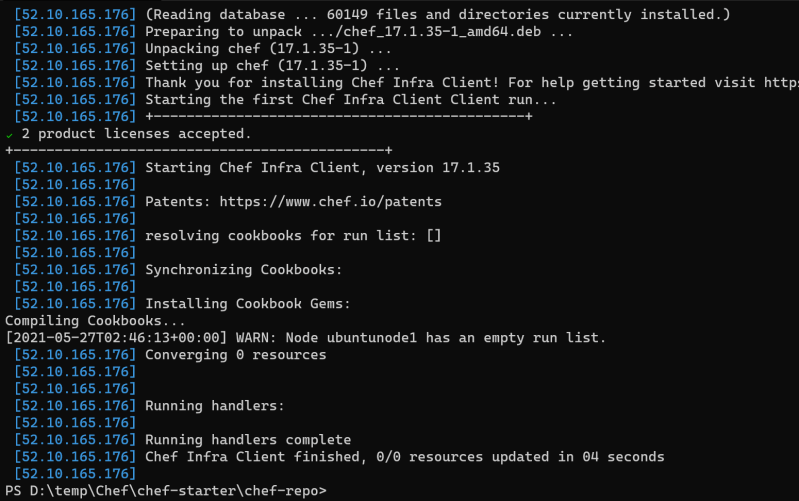 [52.10.165.176] (Reading database ... 60149 files and directories currently installed.)
[52.10.165.176] Preparing to unpack .../chef_17.1.35-1_amd64.deb ...
[52.10.165.176] Unpacking chef (17.1.35-1) ...
[52.10.165.176] Setting up chef (17.1.35-1) ...
[52.10.165.176] Thank you for installing Chef Infra Client! For help getting started visit https
[52.10.165.176] Starting the first Chef Infra Client Client run...
[52.10.165.176] +---------------------------------------------+
✓ 2 product licenses accepted.
+---------------------------------------------+
[52.10.165.176] Starting Chef Infra Client, version 17.1.35
[52.10.165.176]
[52.10.165.176] Patents: https://www.chef.io/patents
[52.10.165.176]
[52.10.165.176] resolving cookbooks for run list: []
[52.10.165.176]
[52.10.165.176] Synchronizing Cookbooks:
[52.10.165.176]
[52.10.165.176] Installing Cookbook Gems:
Compiling Cookbooks...
[2021-05-27T02:46:13+00:00] WARN: Node ubuntunode1 has an empty run list.
[52.10.165.176] Converging 0 resources
[52.10.165.176]
[52.10.165.176]
[52.10.165.176] Running handlers:
[52.10.165.176]
[52.10.165.176] Running handlers complete
[52.10.165.176] Chef Infra Client finished, 0/0 resources updated in 04 seconds
[52.10.165.176]
PS D:\temp\Chef\chef-starter\chef-repo>